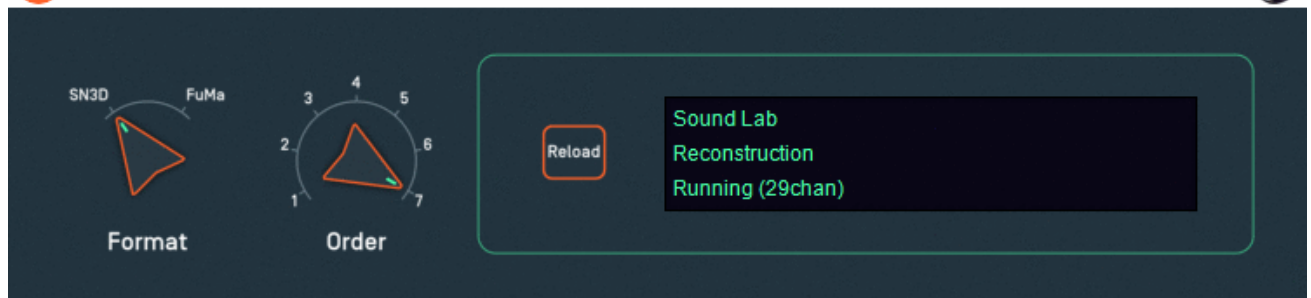 SN3D
FuMa
Format
1
2
3
4
5
6
7
Order
Reload
Sound Lab
Reconstruction
Running (29chan)